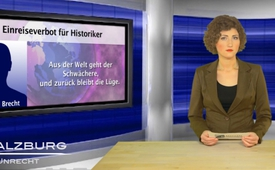 Einreiseverbot für Historiker
Aus der Welt geht der
Schwächere,
und zurück bleibt die Lüge.
Brecht
ALZBURG
UNRECHT